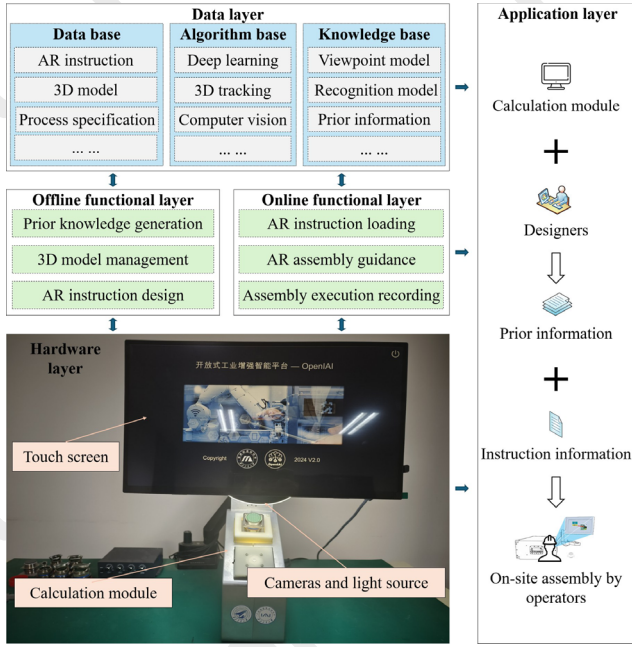 Data layer
Data base
AR instruction
3D model
Process specification
... ...
Algorithm base
Deep learning
3D tracking
Computer vision
... ...
Knowledge base
Viewpoint model
Recognition model
Prior information
... ...
Offline functional layer
Prior knowledge generation
3D model management
AR instruction design
Online functional layer
AR instruction loading
AR assembly guidance
Assembly execution recording
Hardware
layer
开放式工业增强智能平台 — OpenIAI
Copyright
2024 V2.0
Touch screen
Calculation module
Cameras and light source
Application layer
Calculation module
+
Designers
Prior information
+
Instruction information
On-site assembly by
operators